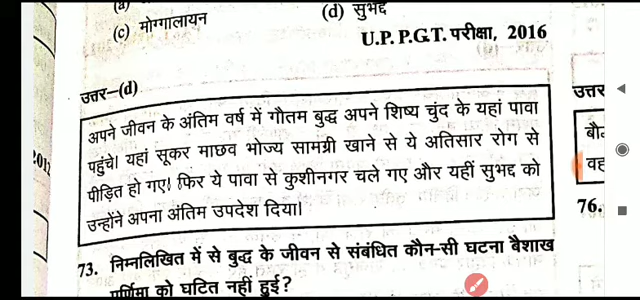 (a)
(c) मोग्गालायन
(d) सुभद्द
U.P. P.G.T. परीक्षा, 2016
उत्तर–(d)
उत्तर
अपने जीवन के अंतिम वर्ष में गौतम बुद्ध अपने शिष्य चुंद के यहां पावा
पहुंचे। यहां सूकर माछव भोज्य सामग्री खाने से ये अतिसार रोग से
पीड़ित हो गए। फिर ये पावा से कुशीनगर चले गए और यहीं सुभद्द को
उन्होंने अपना अंतिम उपदेश दिया।
वह
76.
73. निम्नलिखित में से बुद्ध के जीवन से संबंधित कौन-सी घटना बैशाख
पूर्णिमा को घटित नहीं हुई?